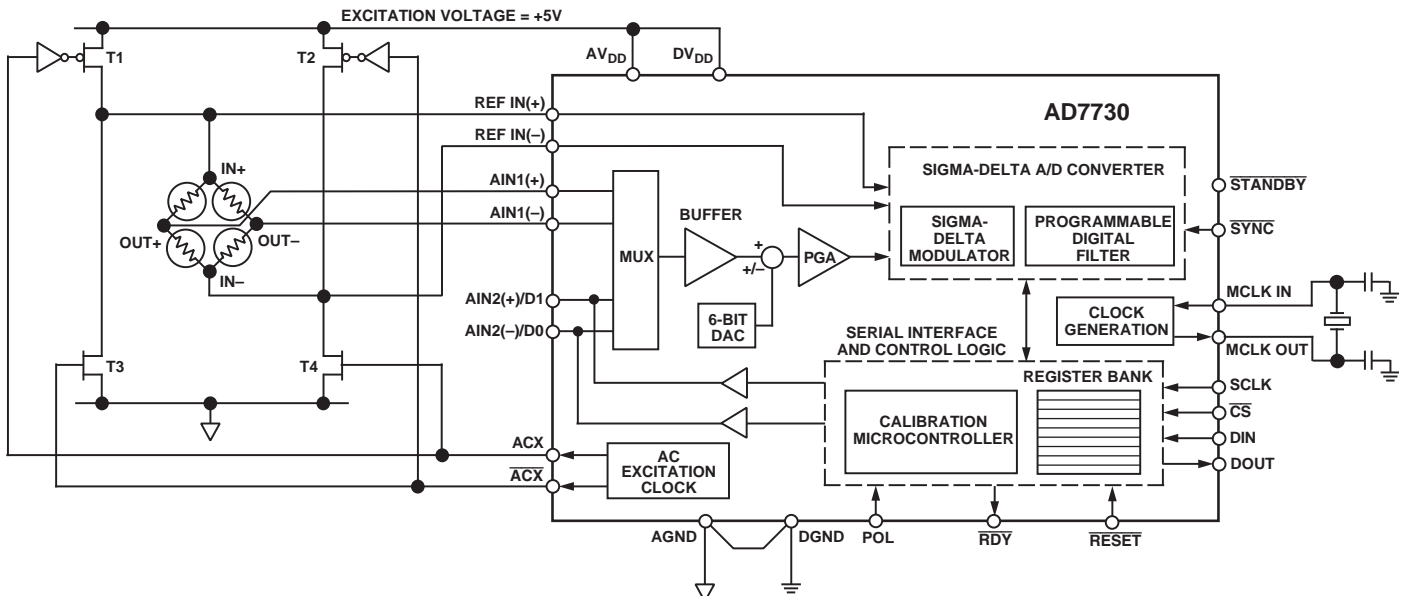 EXCITATION VOLTAGE = +5V
T1
T2
AVDD
DVDD
REF IN(+)
REF IN(–)
AIN1(+)
AIN1(–)
IN+
OUT+
OUT–
IN–
AIN2(+)/D1
AIN2(–)/D0
T3
T4
ACX
ACX
AD7730
MUX
BUFFER
+
+/–
PGA
6-BIT
DAC
SIGMA-DELTA A/D CONVERTER
SIGMA-
DELTA
MODULATOR
PROGRAMMABLE
DIGITAL
FILTER
STANDBY
SYNC
MCLK IN
CLOCK
GENERATION
MCLK OUT
SERIAL INTERFACE
AND CONTROL LOGIC
REGISTER BANK
CALIBRATION
MICROCONTROLLER
SCLK
CS
DIN
DOUT
AC
EXCITATION
CLOCK
AGND
DGND
POL
RDY
RESET